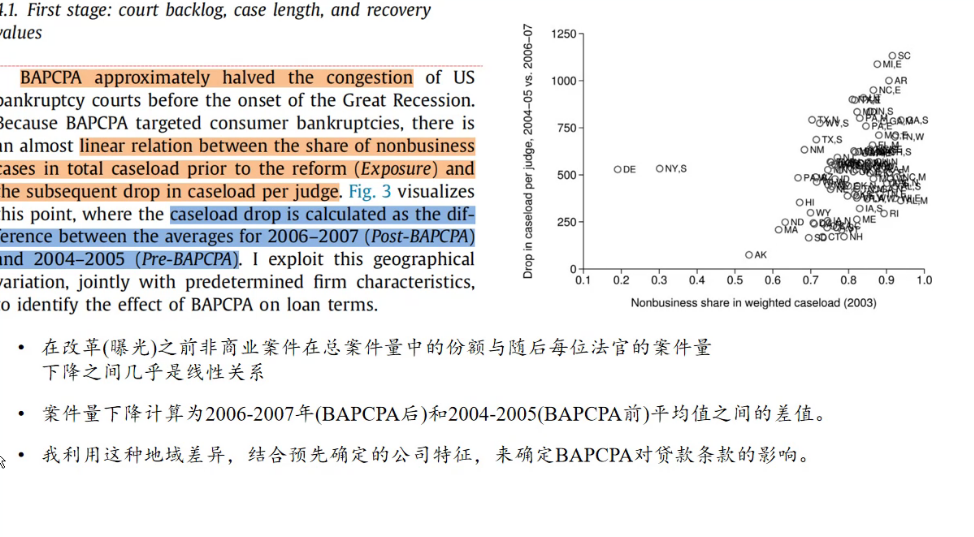 4.1. First stage: court backlog, case length, and recovery
values
BAPCPA approximately halved the congestion of US
bankruptcy courts before the onset of the Great Recession.
Because BAPCPA targeted consumer bankruptcies, there is
an almost linear relation between the share of nonbusiness
cases in total caseload prior to the reform (Exposure) and
the subsequent drop in caseload per judge. Fig. 3 visualizes
this point, where the caseload drop is calculated as the dif-
ference between the averages for 2006–2007 (Post-BAPCPA)
and 2004–2005 (Pre-BAPCPA). I exploit this geographical
variation, jointly with predetermined firm characteristics,
to identify the effect of BAPCPA on loan terms.
Drop in caseload per judge, 2004–05 vs. 2006–07
1250
1000
750
500
250
0
0.1 0.2 0.3 0.4 0.5 0.6 0.7 0.8 0.9 1.0
Nonbusiness share in weighted caseload (2003)
SC
MI,E
AR
NC,E
TX,S
NM
DE
NY,S
HI
WY
ND
MA
IA,S
RI
ME
NH
AK
• 在改革(曝光)之前非商业案件在总案件量中的份额与随后每位法官的案件量
下降之间几乎是线性关系
• 案件量下降计算为2006-2007年(BAPCPA后)和2004-2005(BAPCPA前)平均值之间的差值。
• 我利用这种地域差异，结合预先确定的公司特征，来确定BAPCPA对贷款条款的影响。